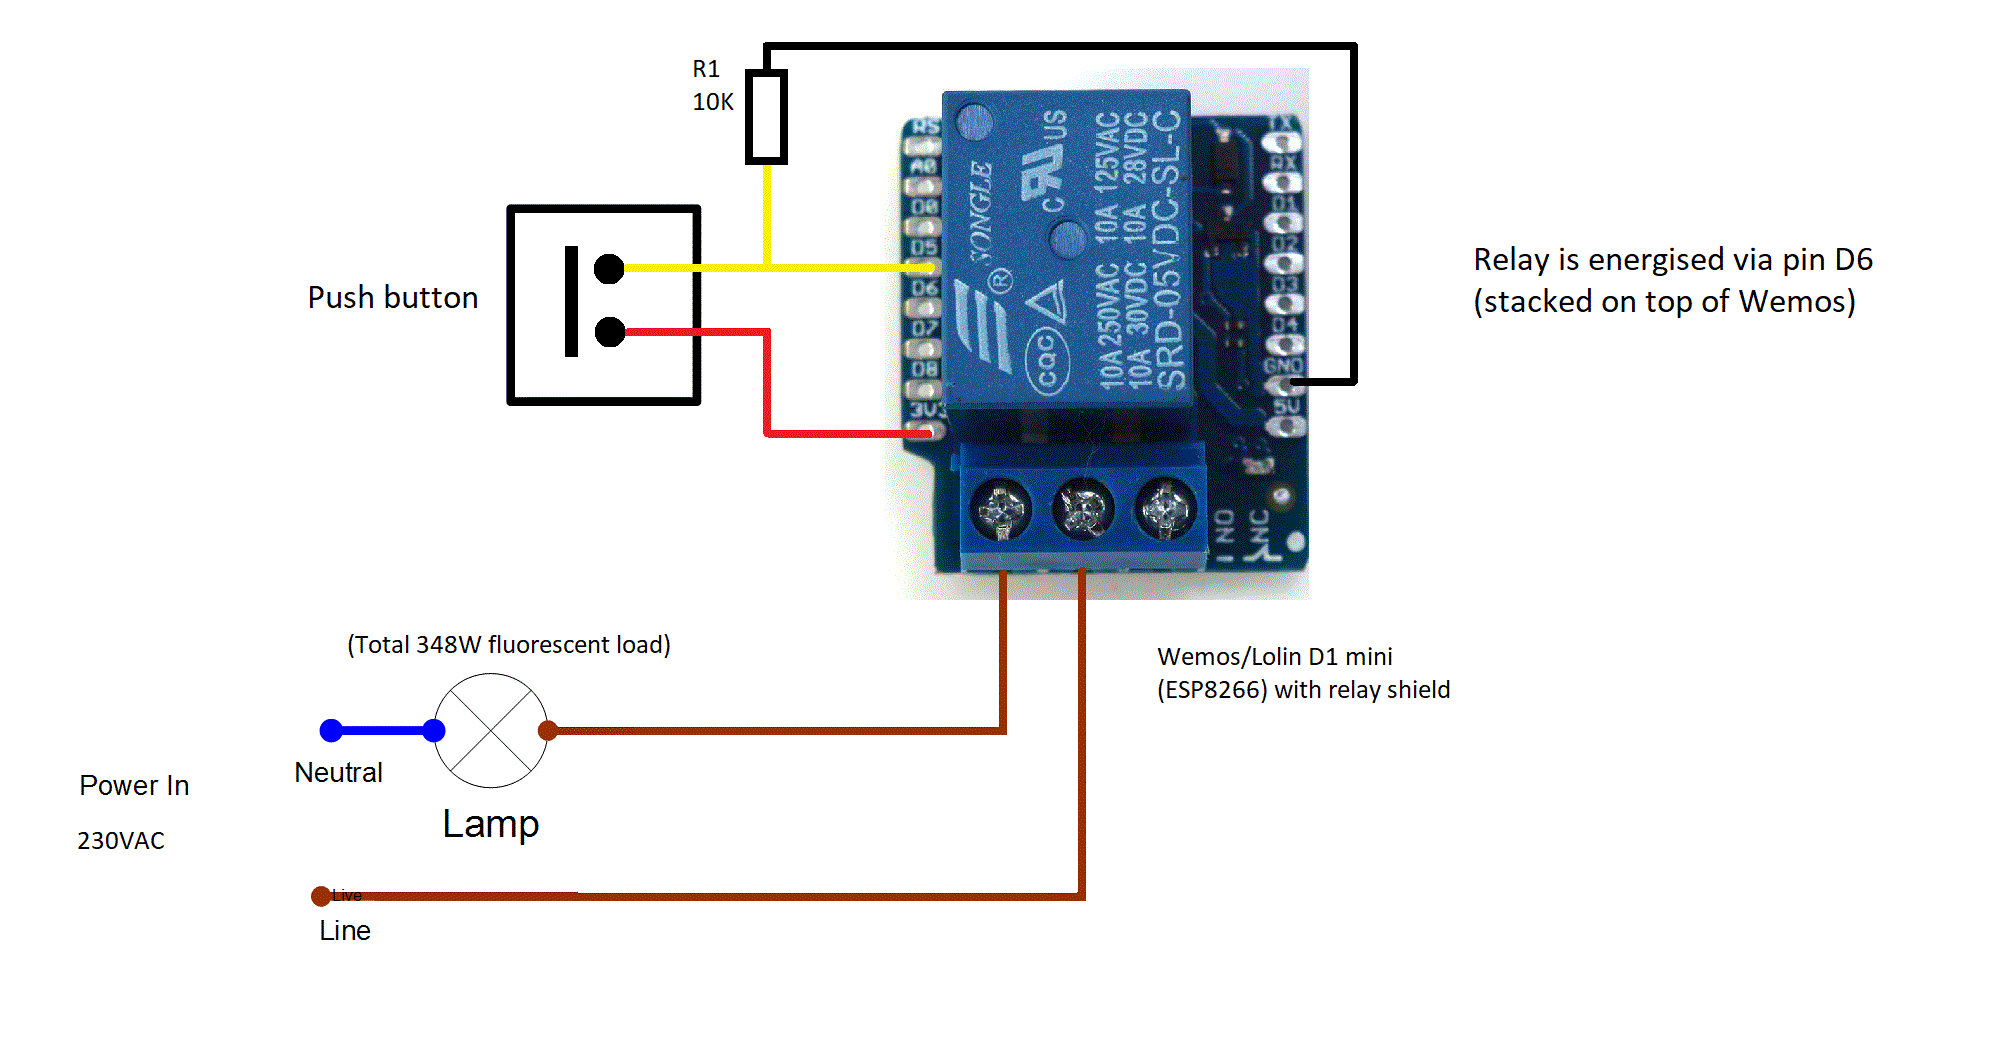 R1
10K
Push button
RS
A0
D0
D5
D6
D7
D8
3V3
SONGLE
®
C US
10A 250VAC 10A 125VAC
10A 30VDC 10A 28VDC
SRD-05VDC-SL-C
CQC
TX
RX
D1
D2
D3
D4
GND
5V
NO
NC
Relay is energised via pin D6
(stacked on top of Wemos)
Wemos/Lolin D1 mini
(ESP8266) with relay shield
(Total 348W fluorescent load)
Neutral
Lamp
Power In
230VAC
Live
Line